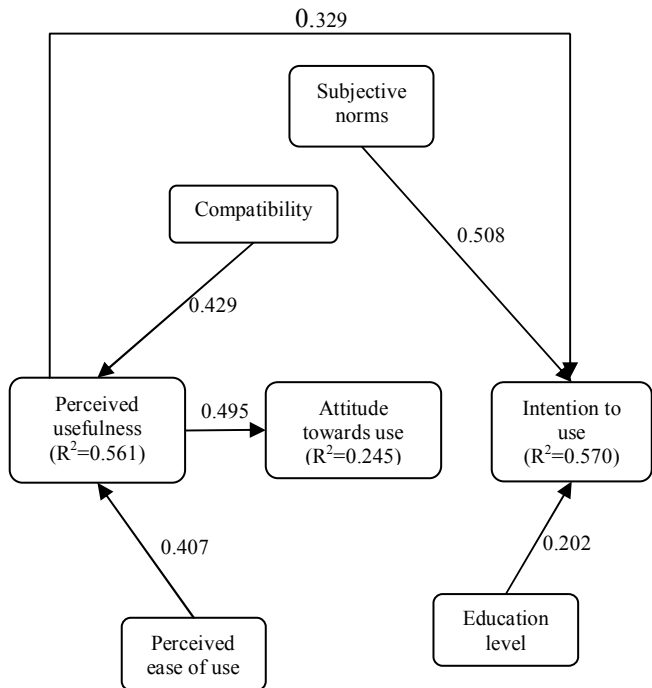 0.329
Subjective
norms
Compatibility
0.508
0.429
Perceived
usefulness
(R²=0.561)
0.495
Attitude
towards use
(R²=0.245)
Intention to
use
(R²=0.570)
0.407
0.202
Perceived
ease of use
Education
level